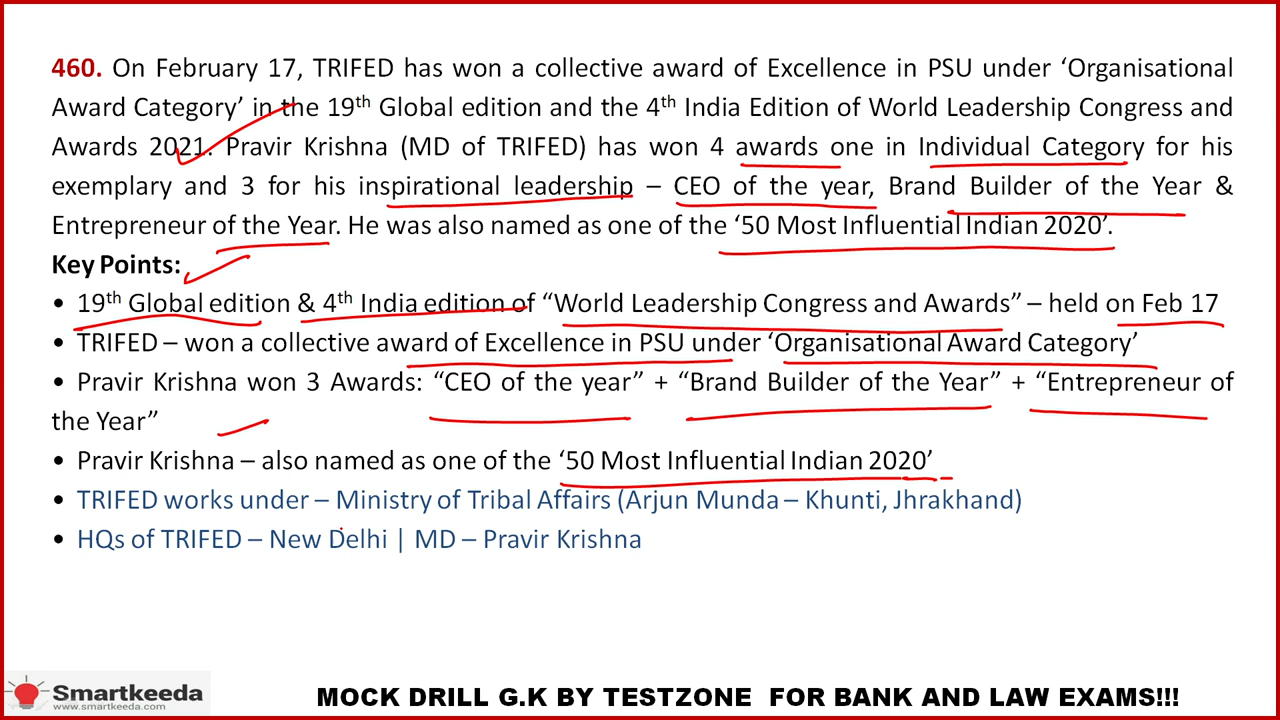 460. On February 17, TRIFED has won a collective award of Excellence in PSU under ‘Organisational
Award Category’ in the 19th Global edition and the 4th India Edition of World Leadership Congress and
Awards 2021. Pravir Krishna (MD of TRIFED) has won 4 awards one in Individual Category for his
exemplary and 3 for his inspirational leadership – CEO of the year, Brand Builder of the Year &
Entrepreneur of the Year. He was also named as one of the ‘50 Most Influential Indian 2020’.
Key Points:
• 19th Global edition & 4th India edition of “World Leadership Congress and Awards” – held on Feb 17
• TRIFED – won a collective award of Excellence in PSU under ‘Organisational Award Category’
• Pravir Krishna won 3 Awards: “CEO of the year” + “Brand Builder of the Year” + “Entrepreneur of
the Year”
• Pravir Krishna – also named as one of the ‘50 Most Influential Indian 2020’
• TRIFED works under – Ministry of Tribal Affairs (Arjun Munda – Khunti, Jhrakhand)
• HQs of TRIFED – New Delhi | MD – Pravir Krishna
Smartkeeda
www.smartkeeda.com
MOCK DRILL G.K BY TESTZONE FOR BANK AND LAW EXAMS!!!